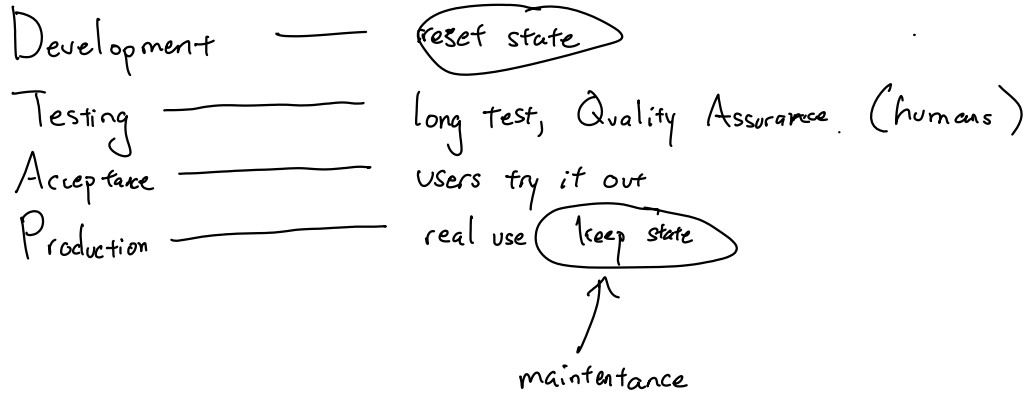 Development — reset state
Testing — long test, Quality Assurance. (humans)
Acceptance — users try it out
Production — real use keep state
maintentance